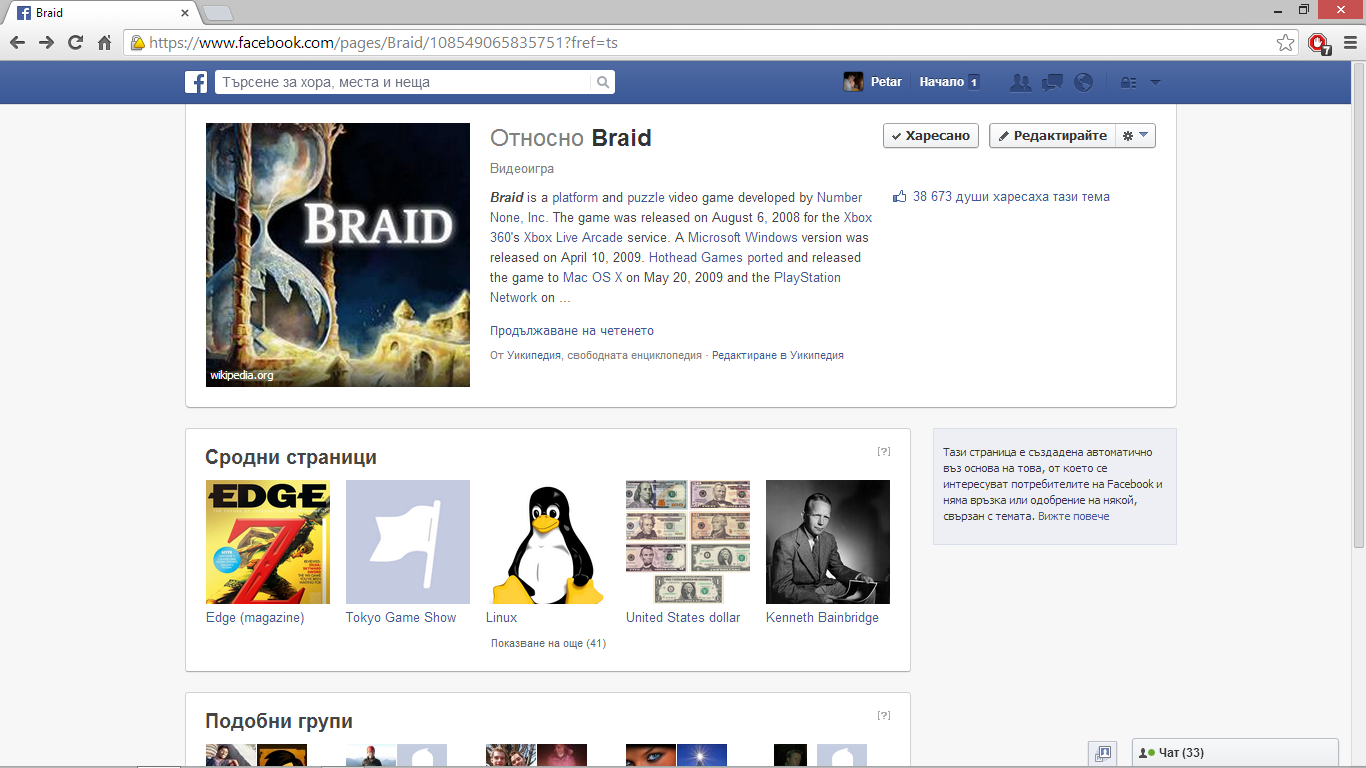 Braid
https://www.facebook.com/pages/Braid/108549065835751?fref=ts
7
Търсене за хора, места и неща
Petar
Начало 1
BRAID
wikipedia.org
Относно Braid
Харесано
Редактирайте
Видеоигра
Braid is a platform and puzzle video game developed by Number
None, Inc. The game was released on August 6, 2008 for the Xbox
360's Xbox Live Arcade service. A Microsoft Windows version was
released on April 10, 2009. Hothead Games ported and released
the game to Mac OS X on May 20, 2009 and the PlayStation
Network on ...
38 673 души харесаха тази тема
Продължаване на четенето
От Уикипедия, свободната енциклопедия · Редактиране в Уикипедия
Сродни страници
[?]
EDGE
Z
Edge (magazine)
Tokyo Game Show
Linux
United States dollar
Kenneth Bainbridge
Показване на още (41)
Тази страница е създадена автоматично
въз основа на това, от което се
интересуват потребителите на Facebook и
няма връзка или одобрение на някой,
свързан с темата. Вижте повече
Подобни групи
[?]
Чат (33)